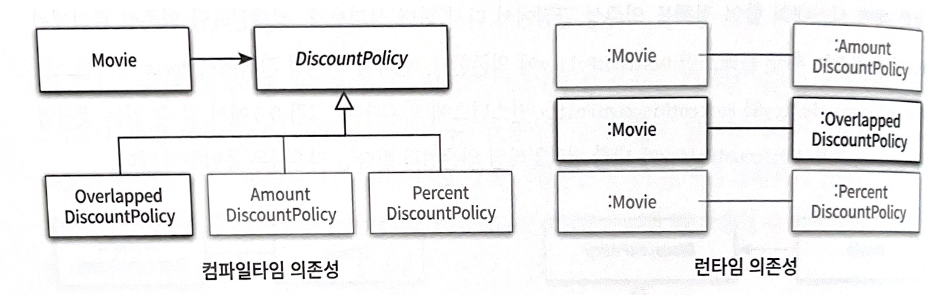 Movie
DiscountPolicy
Overlapped
DiscountPolicy
Amount
DiscountPolicy
Percent
DiscountPolicy
컴파일타임 의존성
:Movie
:Amount
DiscountPolicy
:Movie
:Overlapped
DiscountPolicy
:Movie
:Percent
DiscountPolicy
런타임 의존성